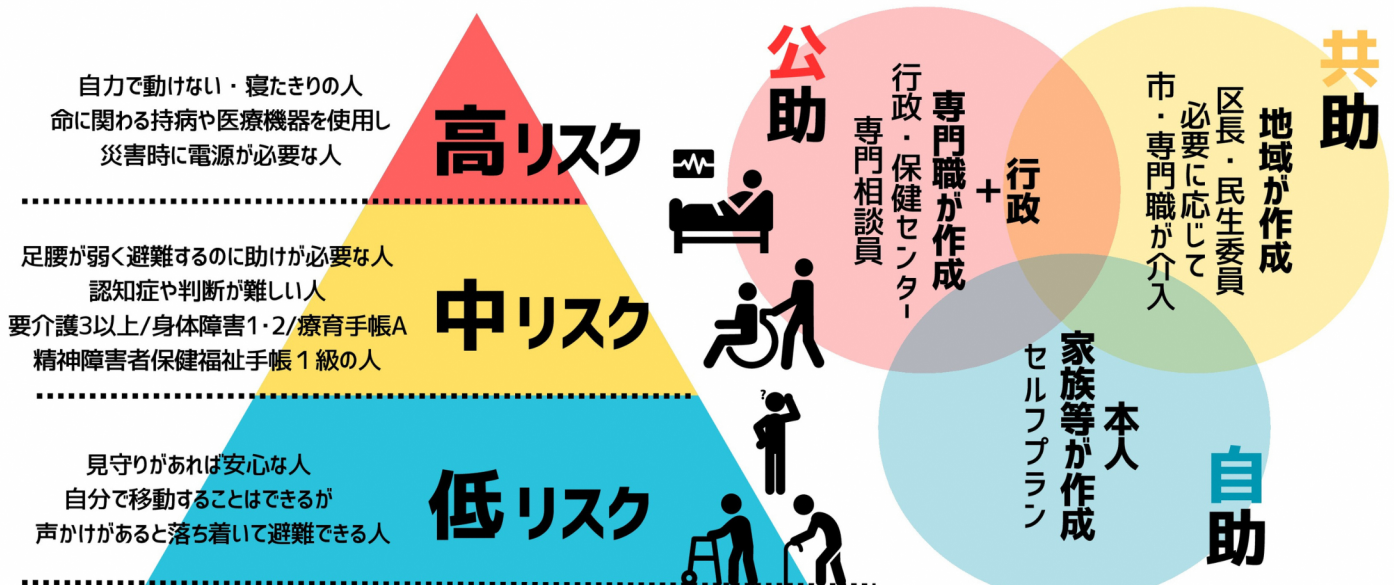 自力で動けない・寝たきりの人
命に関わる持病や医療機器を使用し
災害時に電源が必要な人
高リスク
足腰が弱く避難するのに助けが必要な人
認知症や判断が難しい人
要介護3以上/身体障害1・2/療育手帳A
精神障害者保健福祉手帳1級の人
中リスク
?
見守りがあれば安心な人
自分で移動することはできるが
声かけがあると落ち着いて避難できる人
低リスク
公助
行政
+
専門職が作成
行政・保健センター
専門相談員
共助
地域が作成
区長・民生委員
必要に応じて
市・専門職が介入
本人
家族等が作成
セルフプラン
自助